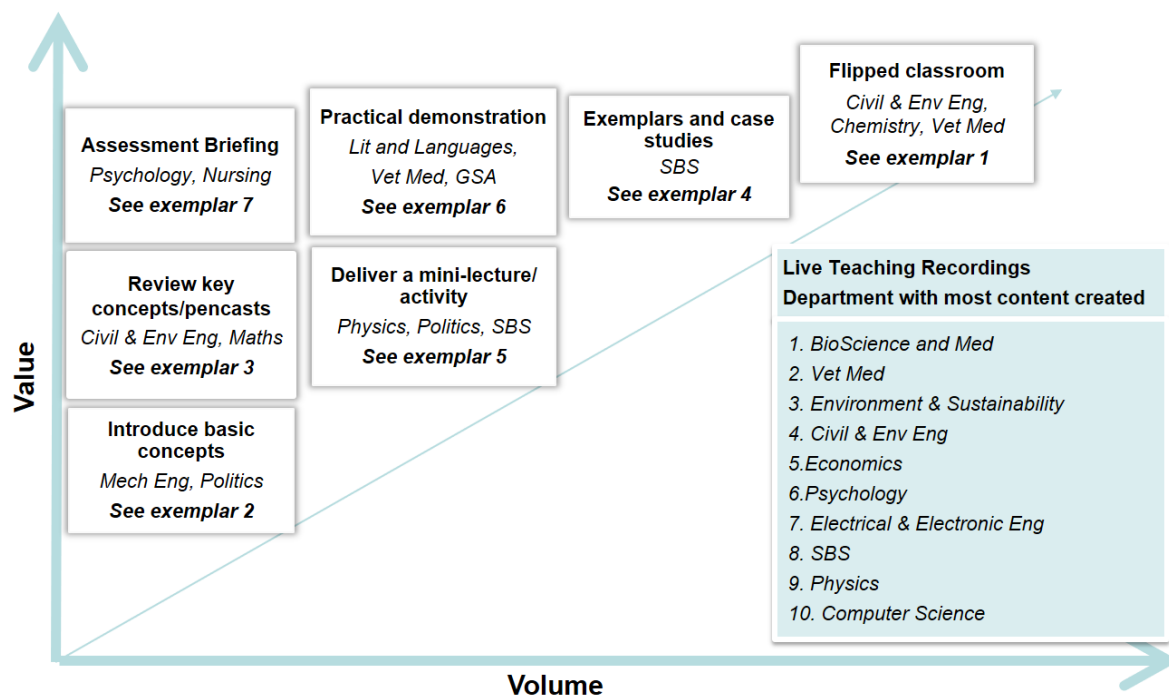 Value
Assessment Briefing
Psychology, Nursing
See exemplar 7
Review key
concepts/pencasts
Civil & Env Eng, Maths
See exemplar 3
Introduce basic
concepts
Mech Eng, Politics
See exemplar 2
Practical demonstration
Lit and Languages,
Vet Med, GSA
See exemplar 6
Deliver a mini-lecture/
activity
Physics, Politics, SBS
See exemplar 5
Exemplars and case
studies
SBS
See exemplar 4
Flipped classroom
Civil & Env Eng,
Chemistry, Vet Med
See exemplar 1
Live Teaching Recordings
Department with most content created
1. BioScience and Med
2. Vet Med
3. Environment & Sustainability
4. Civil & Env Eng
5.Economics
6.Psychology
7. Electrical & Electronic Eng
8. SBS
9. Physics
10. Computer Science
Volume